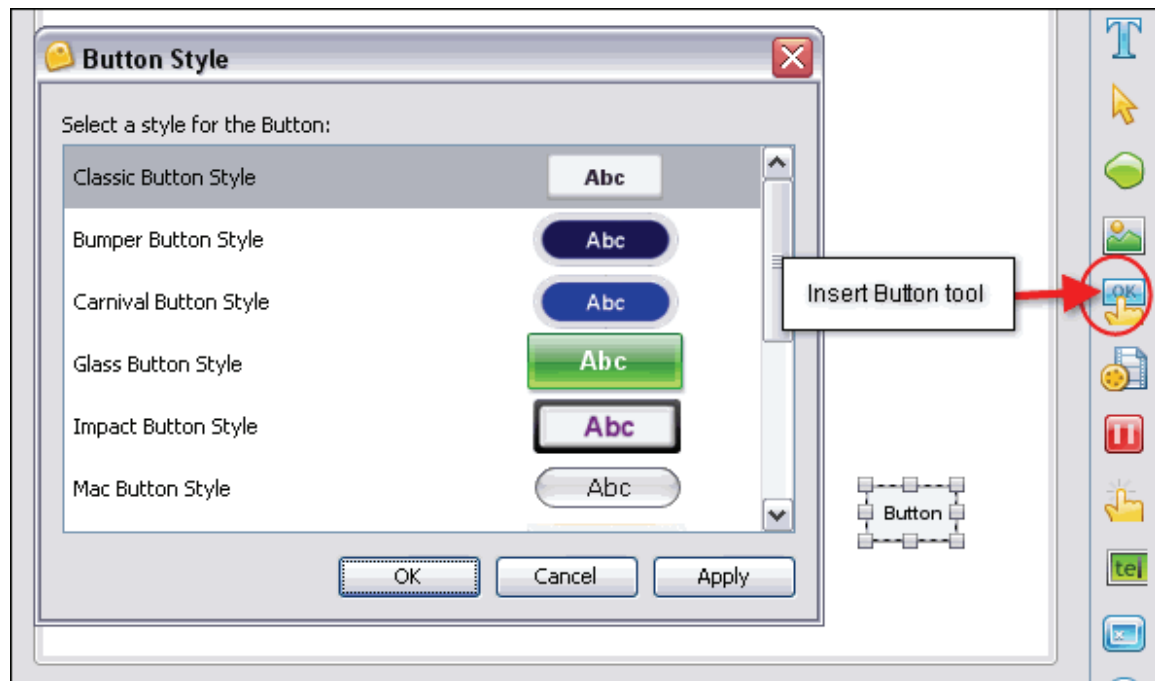 T
Button Style
Select a style for the Button:
Classic Button Style Abc
Bumper Button Style Abc
Carnival Button Style Abc
Glass Button Style Abc
Impact Button Style Abc
Mac Button Style Abc
Insert Button tool
OK
Button
OK Cancel Apply
te